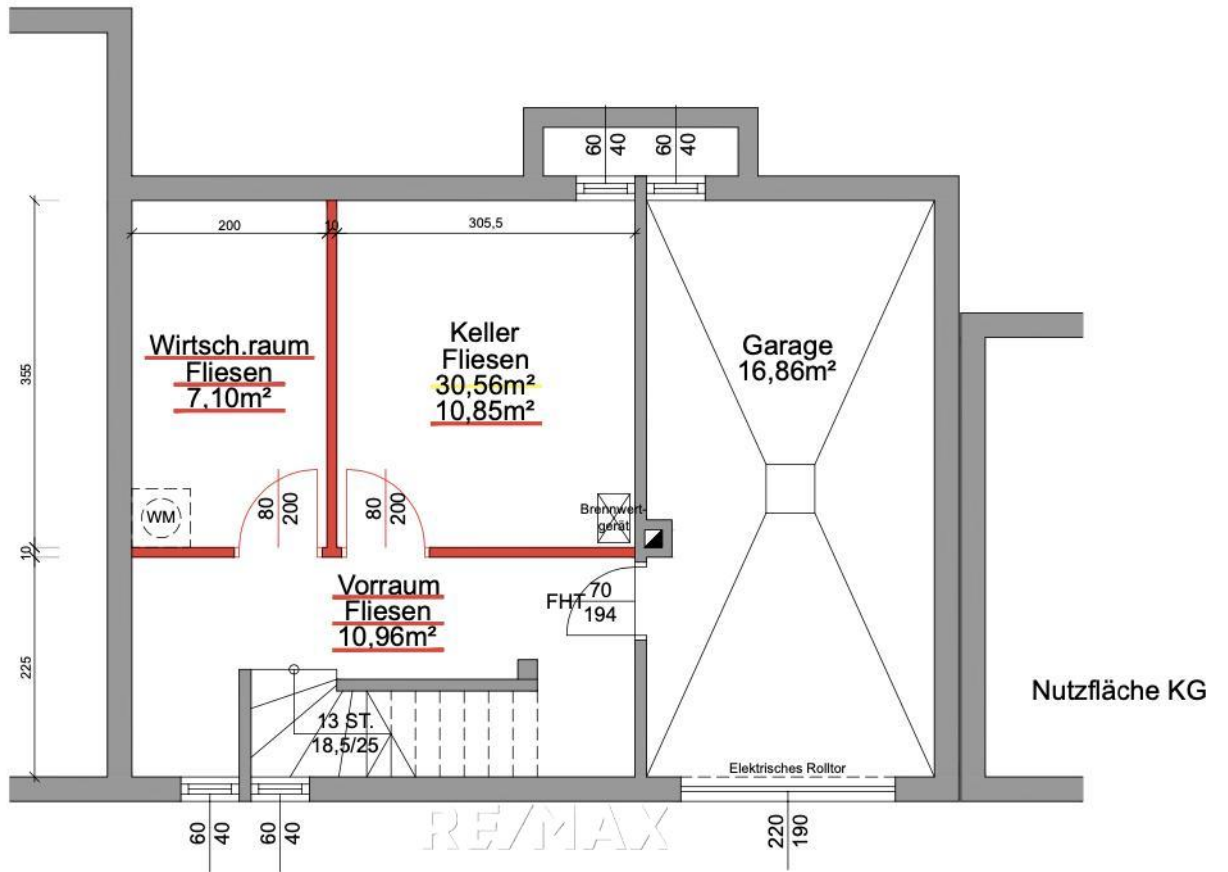 60
40
60
40
200
10
305,5
355
10
225
Wirtsch.raum
Fliesen
7,10m²
Keller
Fliesen
30,56m²
10,85m²
Garage
16,86m²
WM
80
200
80
200
Brennwert-
gerät
Vorraum
Fliesen
10,96m²
FHT
70
194
13 ST.
18,5/25
Nutzfläche KG
Elektrisches Rolltor
60
40
60
40
220
190
RE/MAX